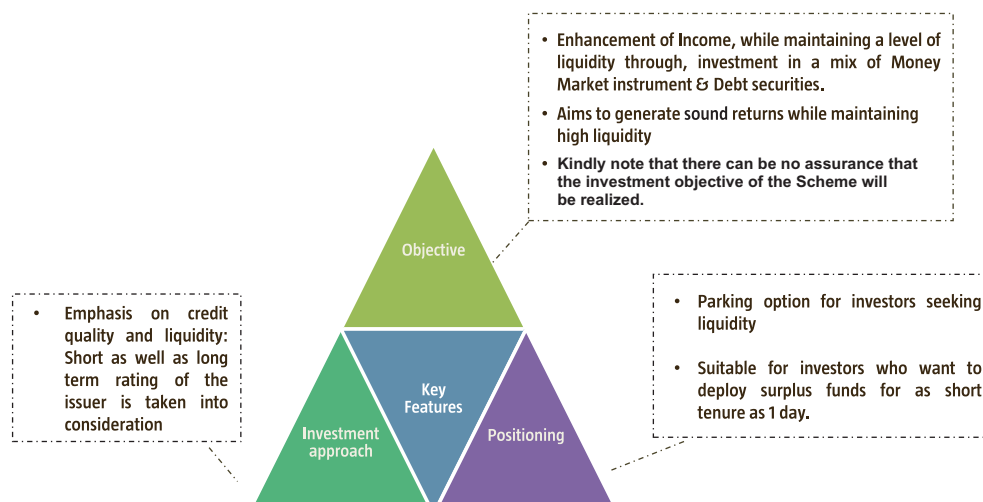 • Enhancement of Income, while maintaining a level of
liquidity through, investment in a mix of Money
Market instrument & Debt securities.
• Aims to generate sound returns while maintaining
high liquidity
• Kindly note that there can be no assurance that
the investment objective of the Scheme will
be realized.
Objective
• Emphasis on credit
quality and liquidity:
Short as well as long
term rating of the
issuer is taken into
consideration
Key
Features
Investment
approach
Positioning
• Parking option for investors seeking
liquidity
• Suitable for investors who want to
deploy surplus funds for as short
tenure as 1 day.